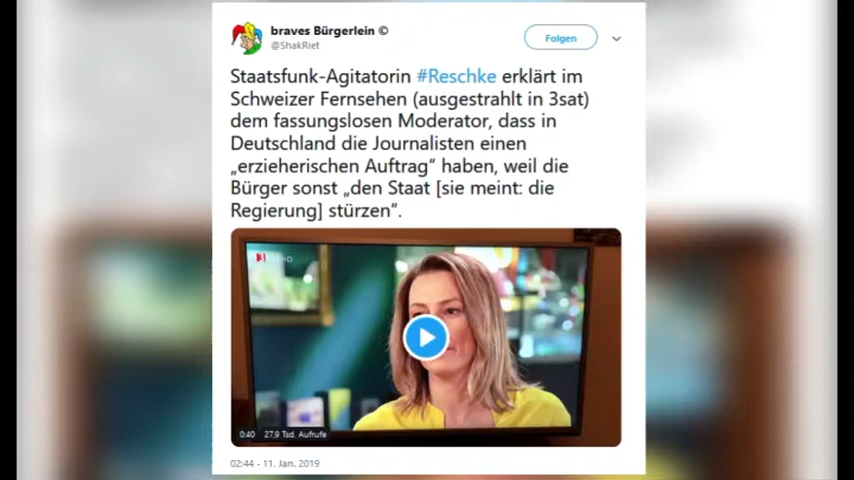 braves Bürgerlein ©
@ShakRiet
Folgen
Staatsfunk-Agitatorin #Reschke erklärt im
Schweizer Fernsehen (ausgestrahlt in 3sat)
dem fassungslosen Moderator, dass in
Deutschland die Journalisten einen
„erzieherischen Auftrag“ haben, weil die
Bürger sonst „den Staat [sie meint: die
Regierung] stürzen“.
0:40 27,9 Tsd. Aufrufe
02:44 - 11. Jan. 2019